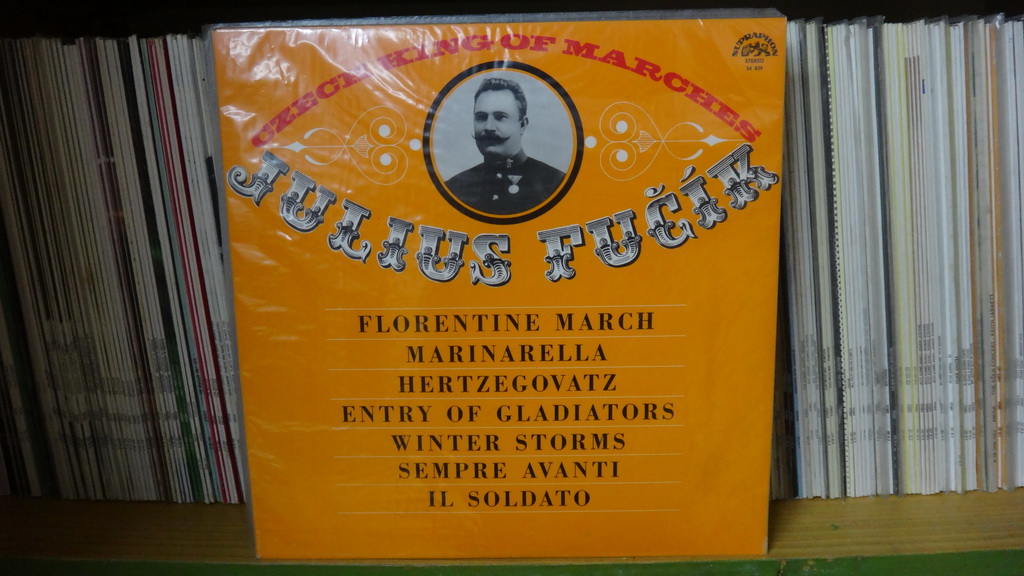 CZECH KING OF MARCHES
SUPRAPHON
STEREO
JULIUS FUČÍK
FLORENTINE MARCH
MARINARELLA
HERTZEGOVATZ
ENTRY OF GLADIATORS
WINTER STORMS
SEMPRE AVANTI
IL SOLDATO